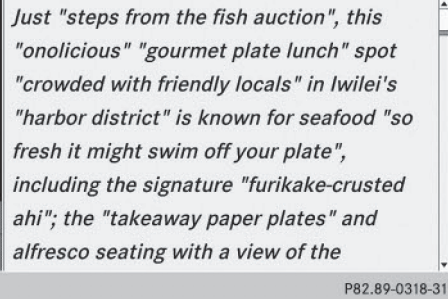 Just "steps from the fish auction", this
"onolicious" "gourmet plate lunch" spot
"crowded with friendly locals" in Iwilei's
"harbor district" is known for seafood "so
fresh it might swim off your plate",
including the signature "furikake-crusted
ahi"; the "takeaway paper plates" and
alfresco seating with a view of the
P82.89-0318-31